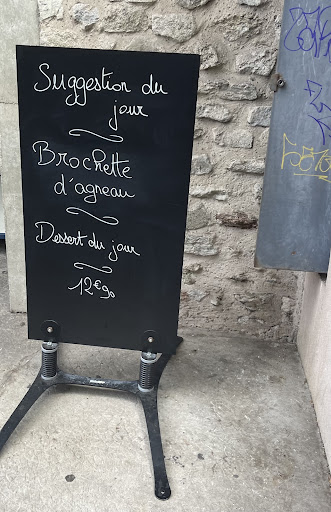 Suggestion du
jour
Brochette
d'agneau
Dessert du jour
12€90